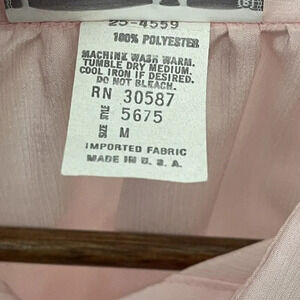 25-4559
100% POLYESTER
MACHINE WASH WARM.
TUMBLE DRY MEDIUM.
COOL IRON IF DESIRED.
DO NOT BLEACH.
RN 30587
STYLE 5675
SIZE M
IMPORTED FABRIC
MADE IN U. S. A.